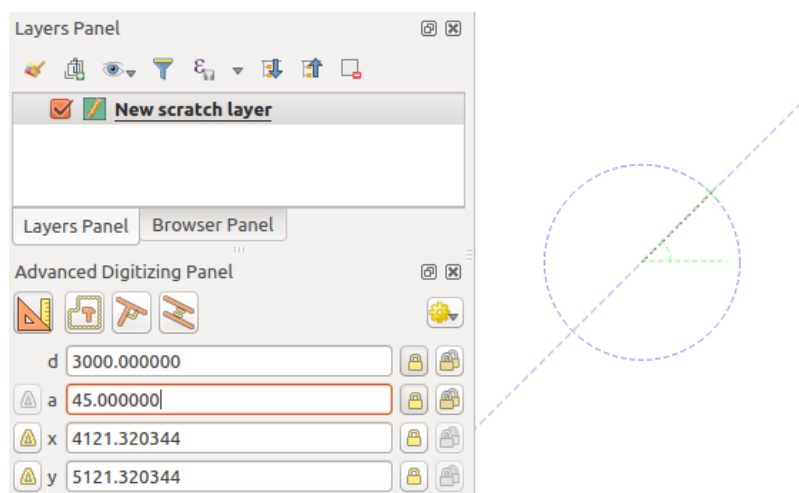 Layers Panel
New scratch layer
Layers Panel Browser Panel
Advanced Digitizing Panel
d 3000.000000
a 45.000000
x 4121.320344
y 5121.320344